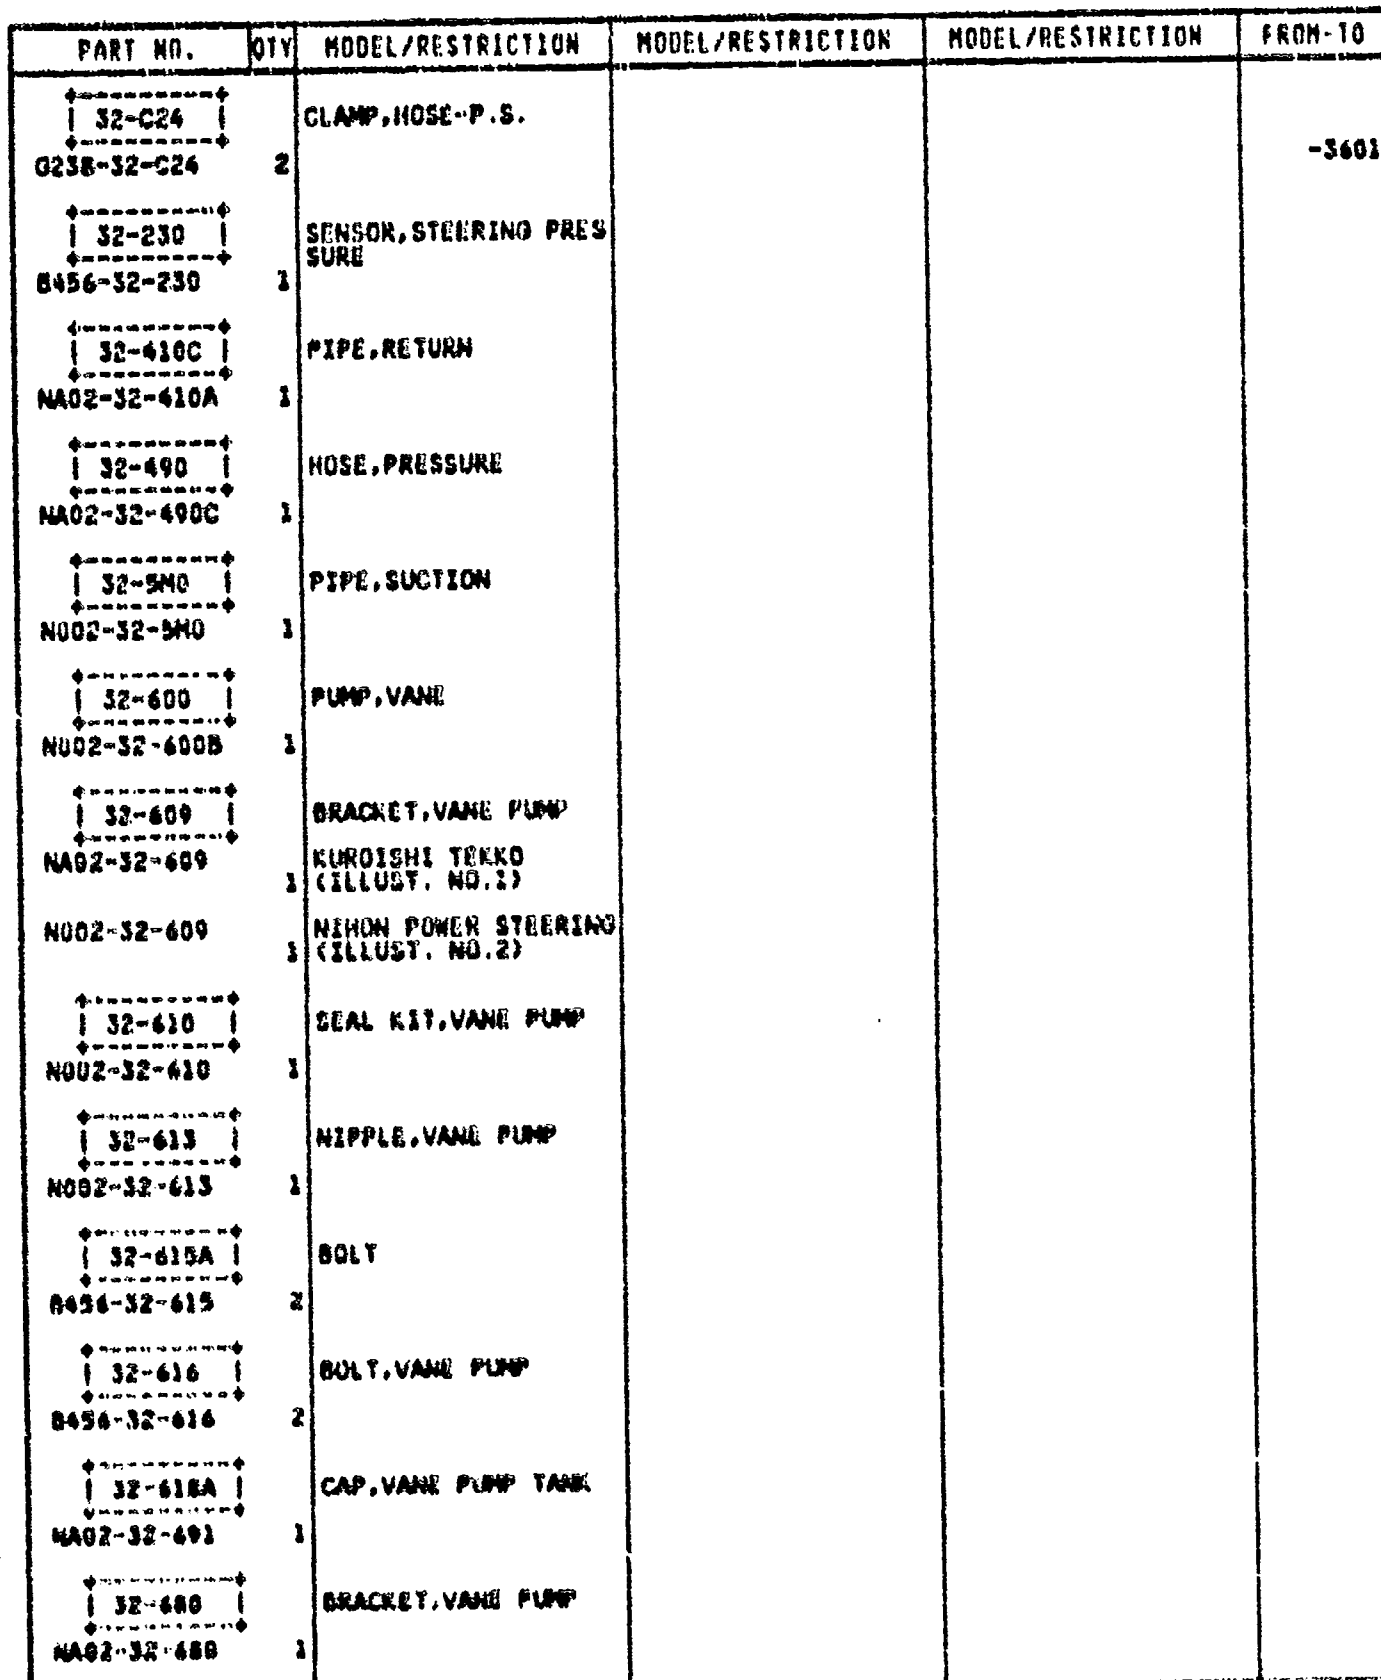 PART NO. QTY MODEL/RESTRICTION MODEL/RESTRICTION MODEL/RESTRICTION FROM-TO
32-C24 CLAMP,HOSE-P.S.
G23B-32-C24 2 -3601
32-230 SENSOR,STEERING PRES
SURE
B456-32-230 1
32-410C PIPE,RETURN
NA02-32-410A 1
32-490 HOSE,PRESSURE
NA02-32-490C 1
32-5M0 PIPE,SUCTION
N002-32-5M0 1
32-600 PUMP,VANE
N002-32-600B 1
32-609 BRACKET,VANE PUMP
NA02-32-609 KUROISHI TEKKO
1 (ILLUST. NO.1)
N002-32-609 NIHON POWER STEERING
1 (ILLUST. NO.2)
32-610 SEAL KIT,VANE PUMP
N002-32-610 1
32-613 NIPPLE,VANE PUMP
N002-32-613 1
32-615A BOLT
B456-32-615 2
32-616 BOLT,VANE PUMP
B456-32-616 2
32-618A CAP,VANE PUMP TANK
NA02-32-691 1
32-680 BRACKET,VANE PUMP
NA02-32-680 1